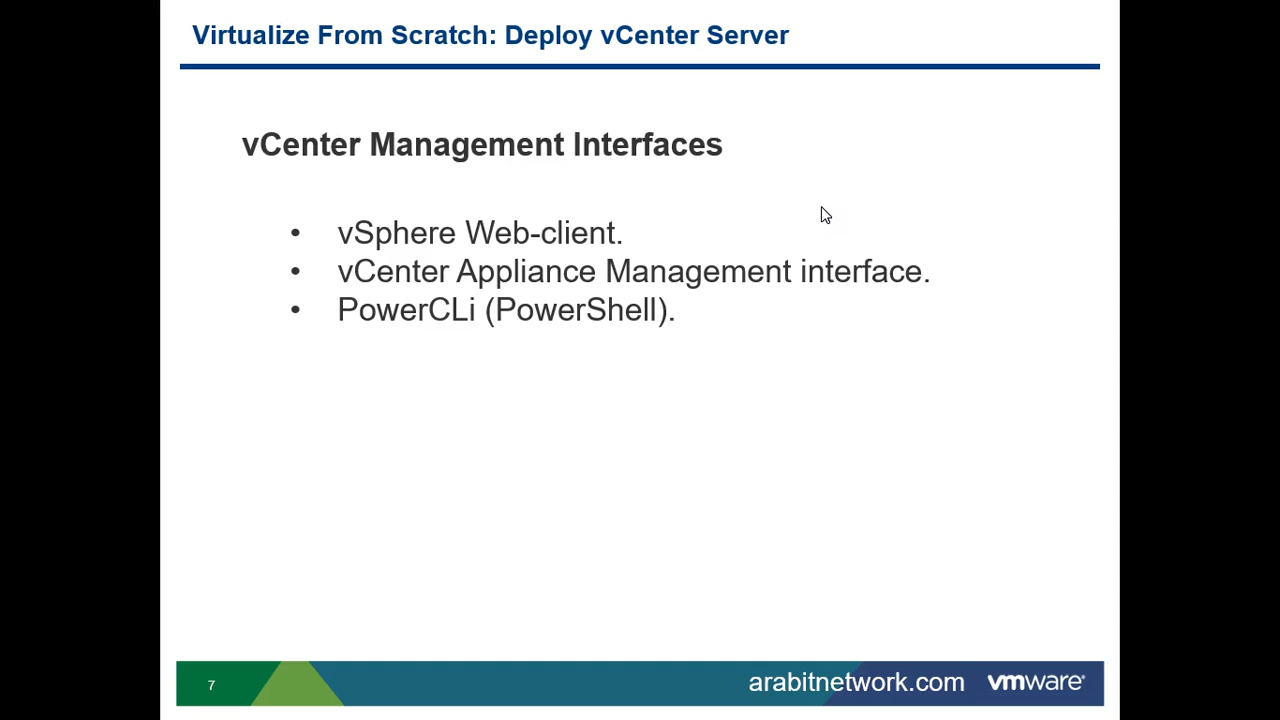 Virtualize From Scratch: Deploy vCenter Server
vCenter Management Interfaces
• vSphere Web-client.
• vCenter Appliance Management interface.
• PowerCLi (PowerShell).
7
arabitnetwork.com
vmware